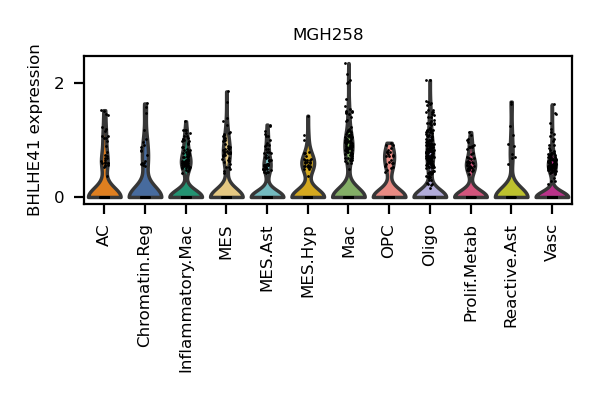 MGH258
BHLHE41 expression
2
0
AC
Chromatin.Reg
Inflammatory.Mac
MES
MES.Ast
MES.Hyp
Mac
OPC
Oligo
Prolif.Metab
Reactive.Ast
Vasc